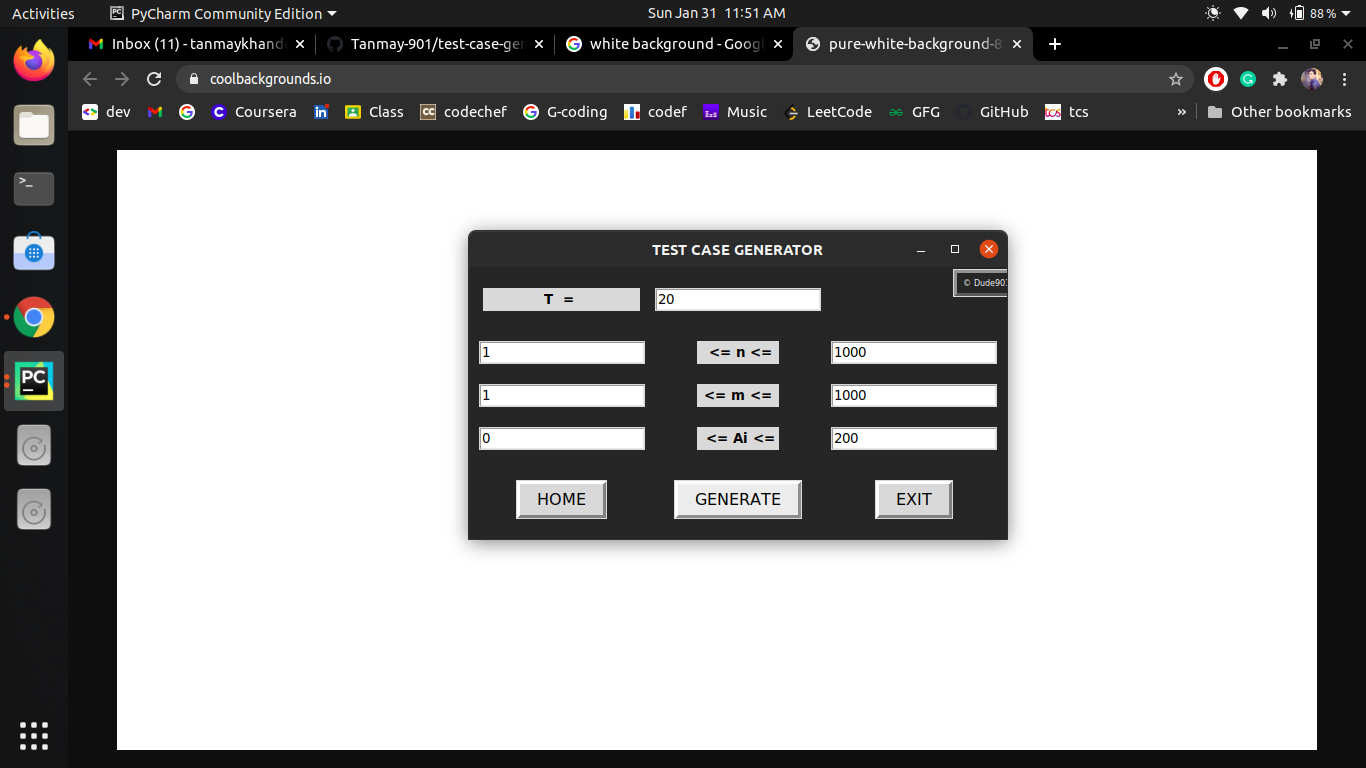 Activities PyCharm Community Edition Sun Jan 31 11:51 AM 88 %
Inbox (11) - tanmaykhand Tanmay-901/test-case-ger white background - Googl pure-white-background-8
coolbackgrounds.io
dev Coursera Class codechef G-coding codef Music LeetCode GFG GitHub tcs » Other bookmarks
TEST CASE GENERATOR
© Dude901
T = 20
1 <= n <= 1000
1 <= m <= 1000
0 <= Ai <= 200
HOME GENERATE EXIT